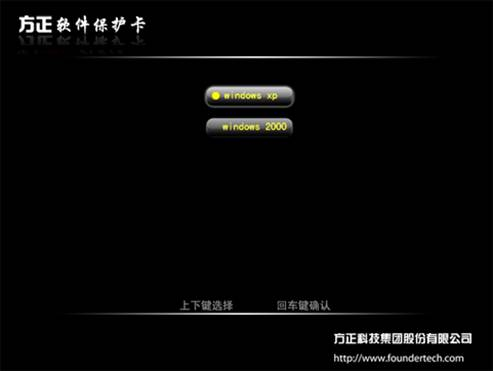 方正软件保护卡
windows xp
windows 2000
上下键选择 回车键确认
方正科技集团股份有限公司
http://www.foundertech.com